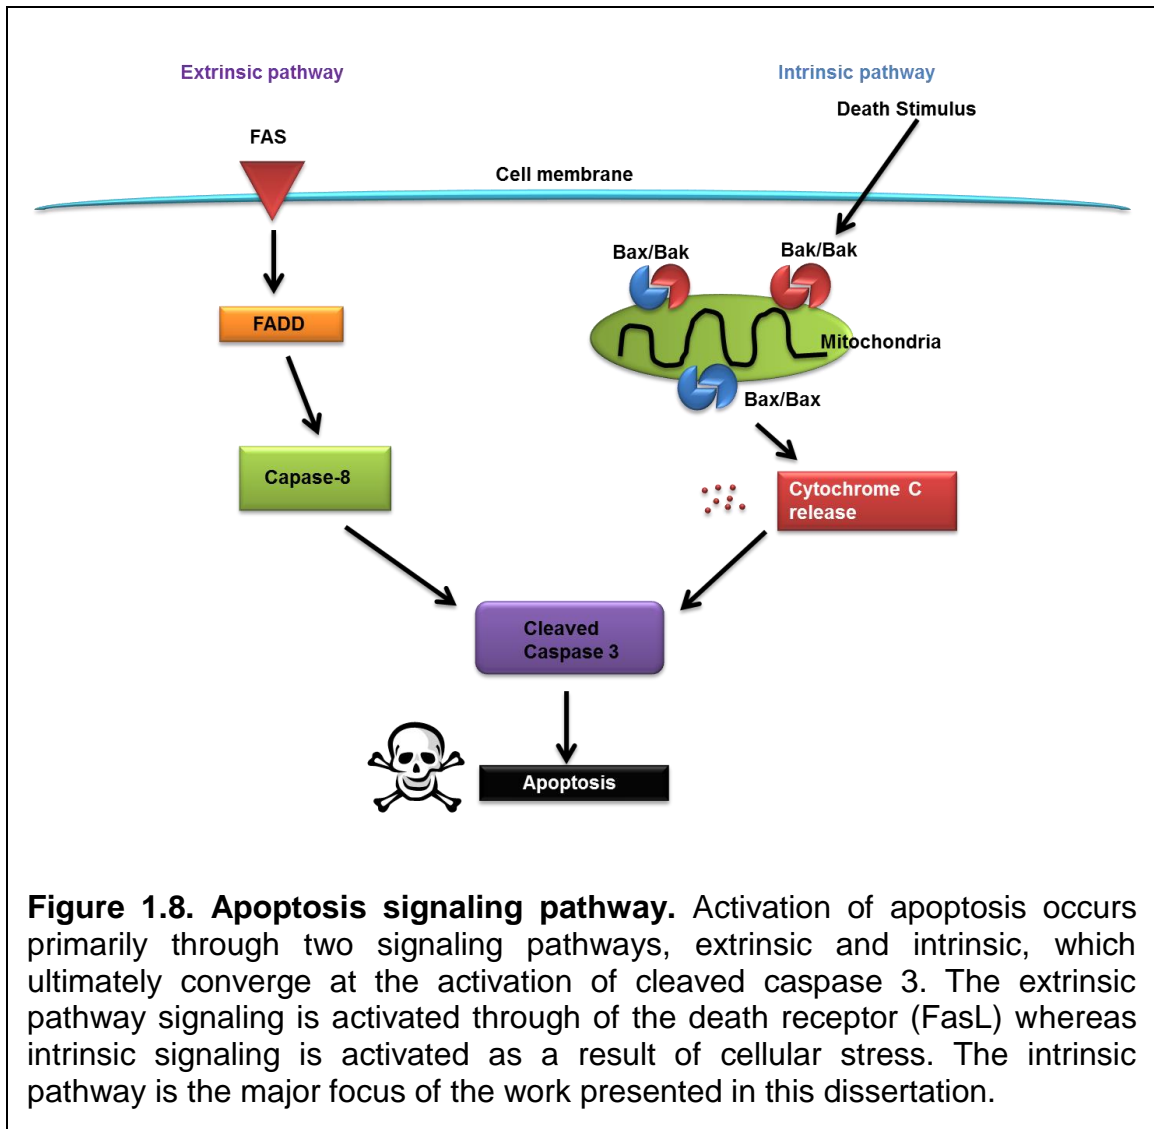 Extrinsic pathway
Intrinsic pathway
Death Stimulus
FAS
Cell membrane
Bax/Bak
Bak/Bak
FADD
Mitochondria
Bax/Bax
Capase-8
Cytochrome C
release
Cleaved
Caspase 3
Apoptosis
Figure 1.8. Apoptosis signaling pathway. Activation of apoptosis occurs
primarily through two signaling pathways, extrinsic and intrinsic, which
ultimately converge at the activation of cleaved caspase 3. The extrinsic
pathway signaling is activated through of the death receptor (FasL) whereas
intrinsic signaling is activated as a result of cellular stress. The intrinsic
pathway is the major focus of the work presented in this dissertation.